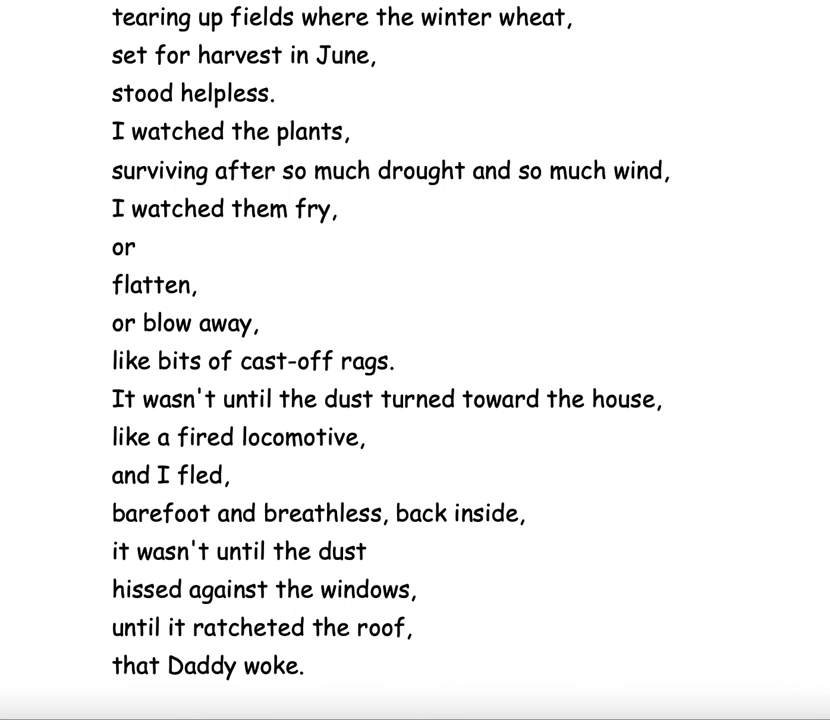 tearing up fields where the winter wheat,
set for harvest in June,
stood helpless.
I watched the plants,
surviving after so much drought and so much wind,
I watched them fry,
or
flatten,
or blow away,
like bits of cast-off rags.
It wasn't until the dust turned toward the house,
like a fired locomotive,
and I fled,
barefoot and breathless, back inside,
it wasn't until the dust
hissed against the windows,
until it ratcheted the roof,
that Daddy woke.